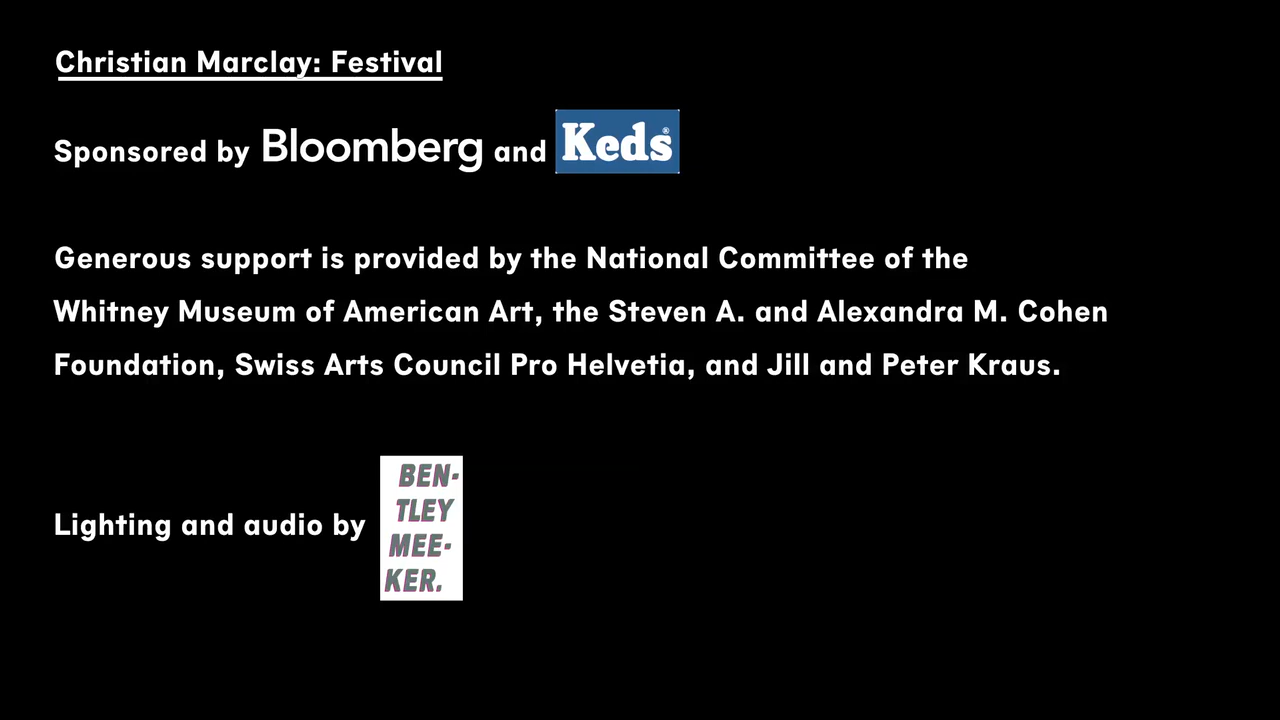 Christian Marclay: Festival
Sponsored by Bloomberg and Keds®
Generous support is provided by the National Committee of the
Whitney Museum of American Art, the Steven A. and Alexandra M. Cohen
Foundation, Swiss Arts Council Pro Helvetia, and Jill and Peter Kraus.
Lighting and audio by
BEN-
TLEY
MEE-
KER.